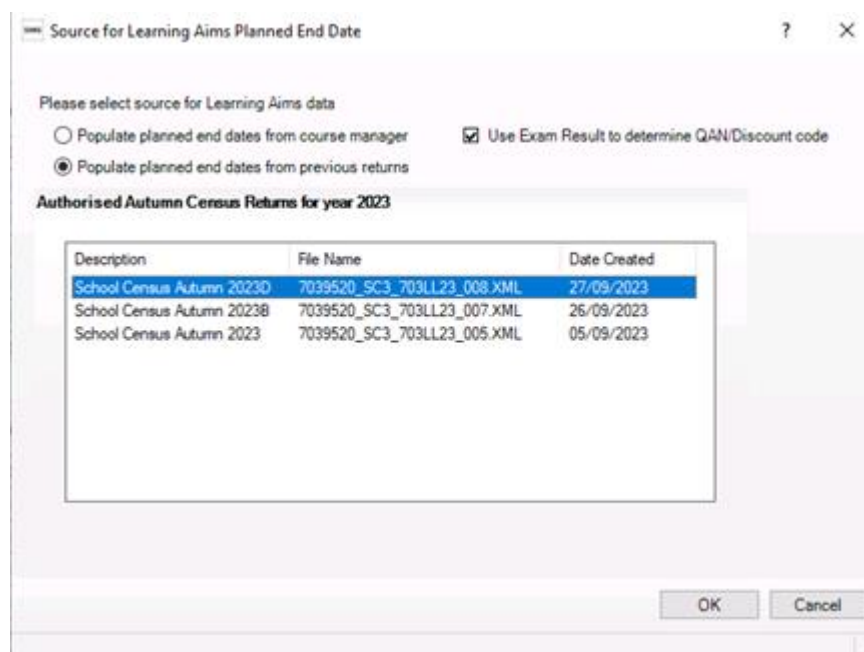 Source for Learning Aims Planned End Date
Please select source for Learning Aims data
Populate planned end dates from course manager
Use Exam Result to determine QAN/Discount code
Populate planned end dates from previous returns
Authorised Autumn Census Returns for year 2023
Description File Name Date Created
School Census Autumn 2023D 7039520_SC3_703LL23_008.XML 27/09/2023
School Census Autumn 2023B 7039520_SC3_703LL23_007.XML 26/09/2023
School Census Autumn 2023 7039520_SC3_703LL23_005.XML 05/09/2023
OK Cancel